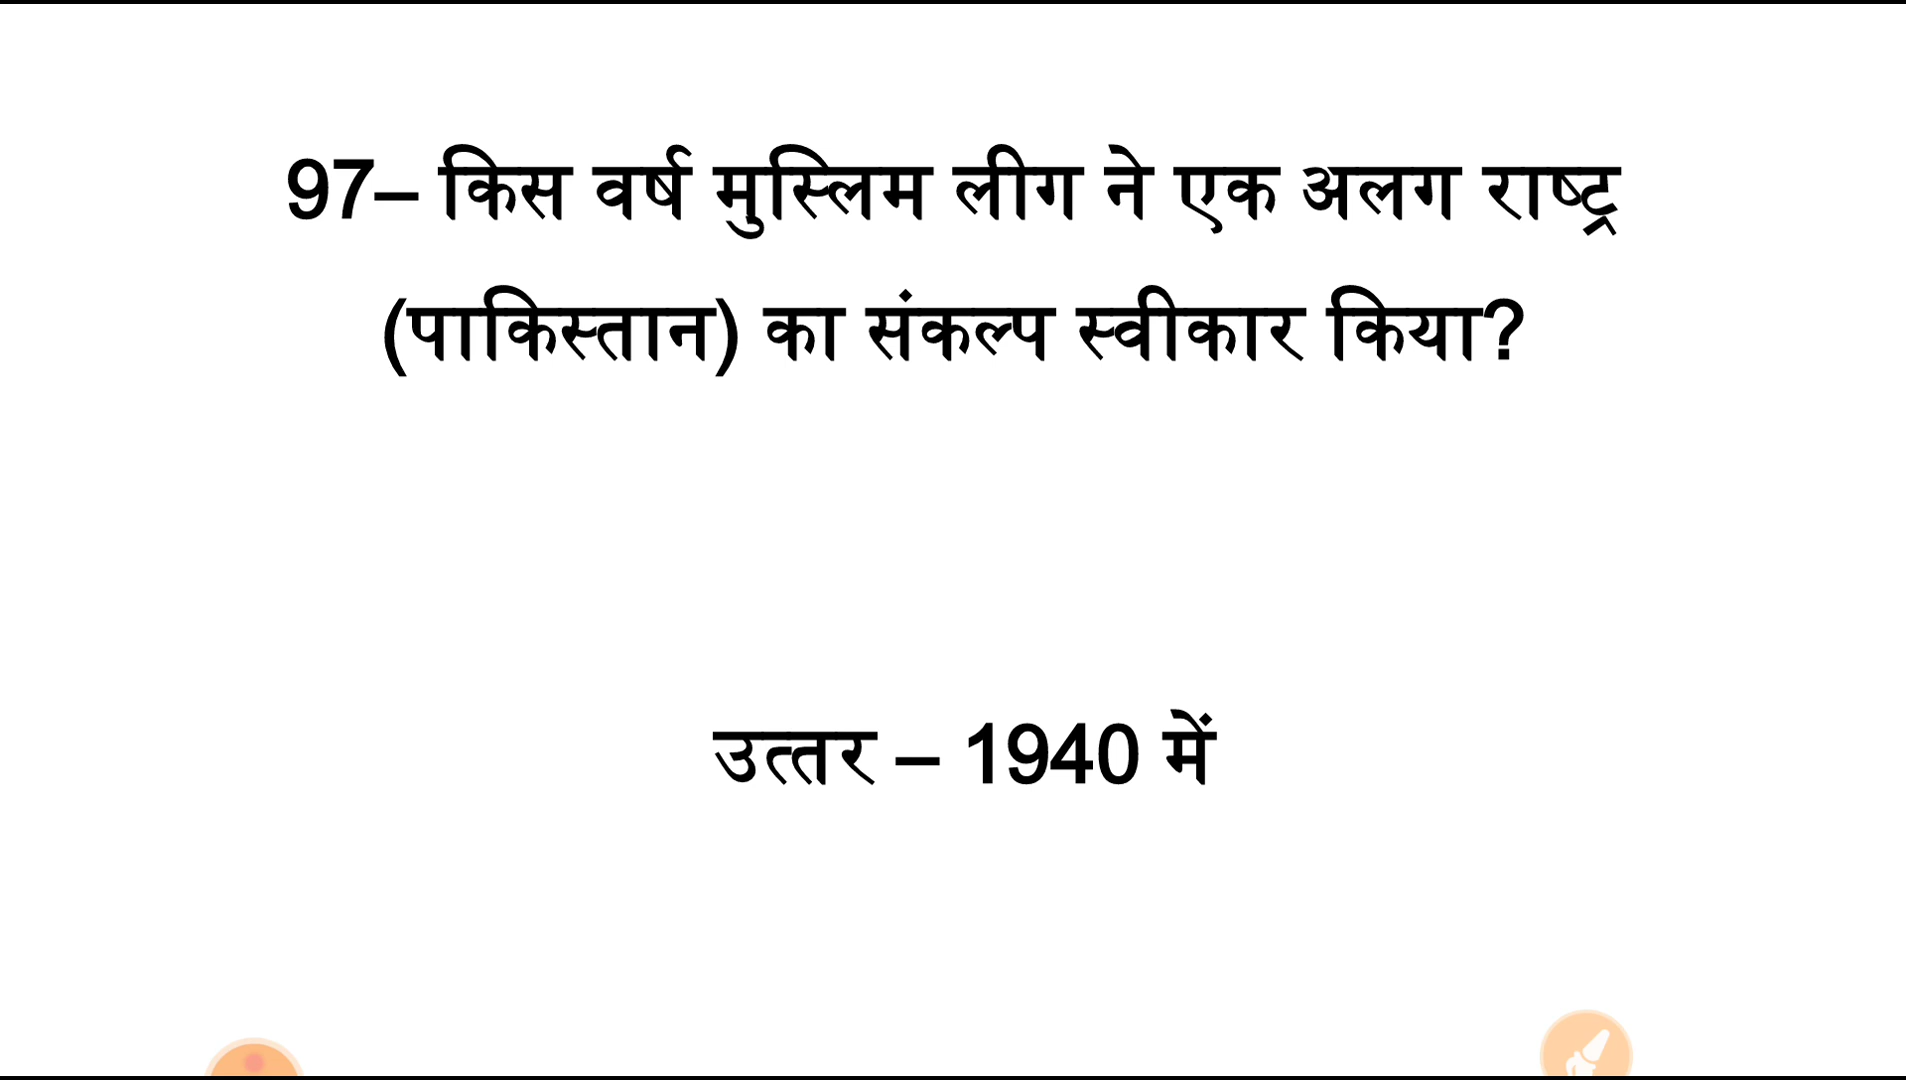 97– किस वर्ष मुस्लिम लीग ने एक अलग राष्ट्र
(पाकिस्तान) का संकल्प स्वीकार किया?
उत्तर – 1940 में